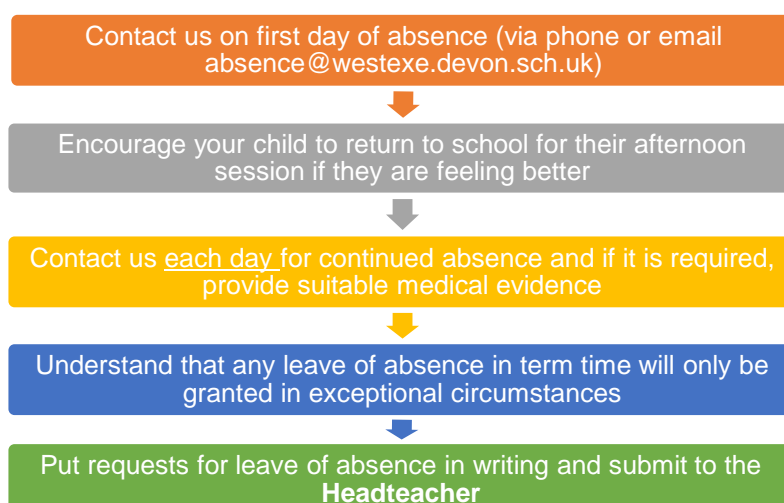 Contact us on first day of absence (via phone or email
absence@westexe.devon.sch.uk)
Encourage your child to return to school for their afternoon
session if they are feeling better
Contact us each day for continued absence and if it is required,
provide suitable medical evidence
Understand that any leave of absence in term time will only be
granted in exceptional circumstances
Put requests for leave of absence in writing and submit to the
Headteacher